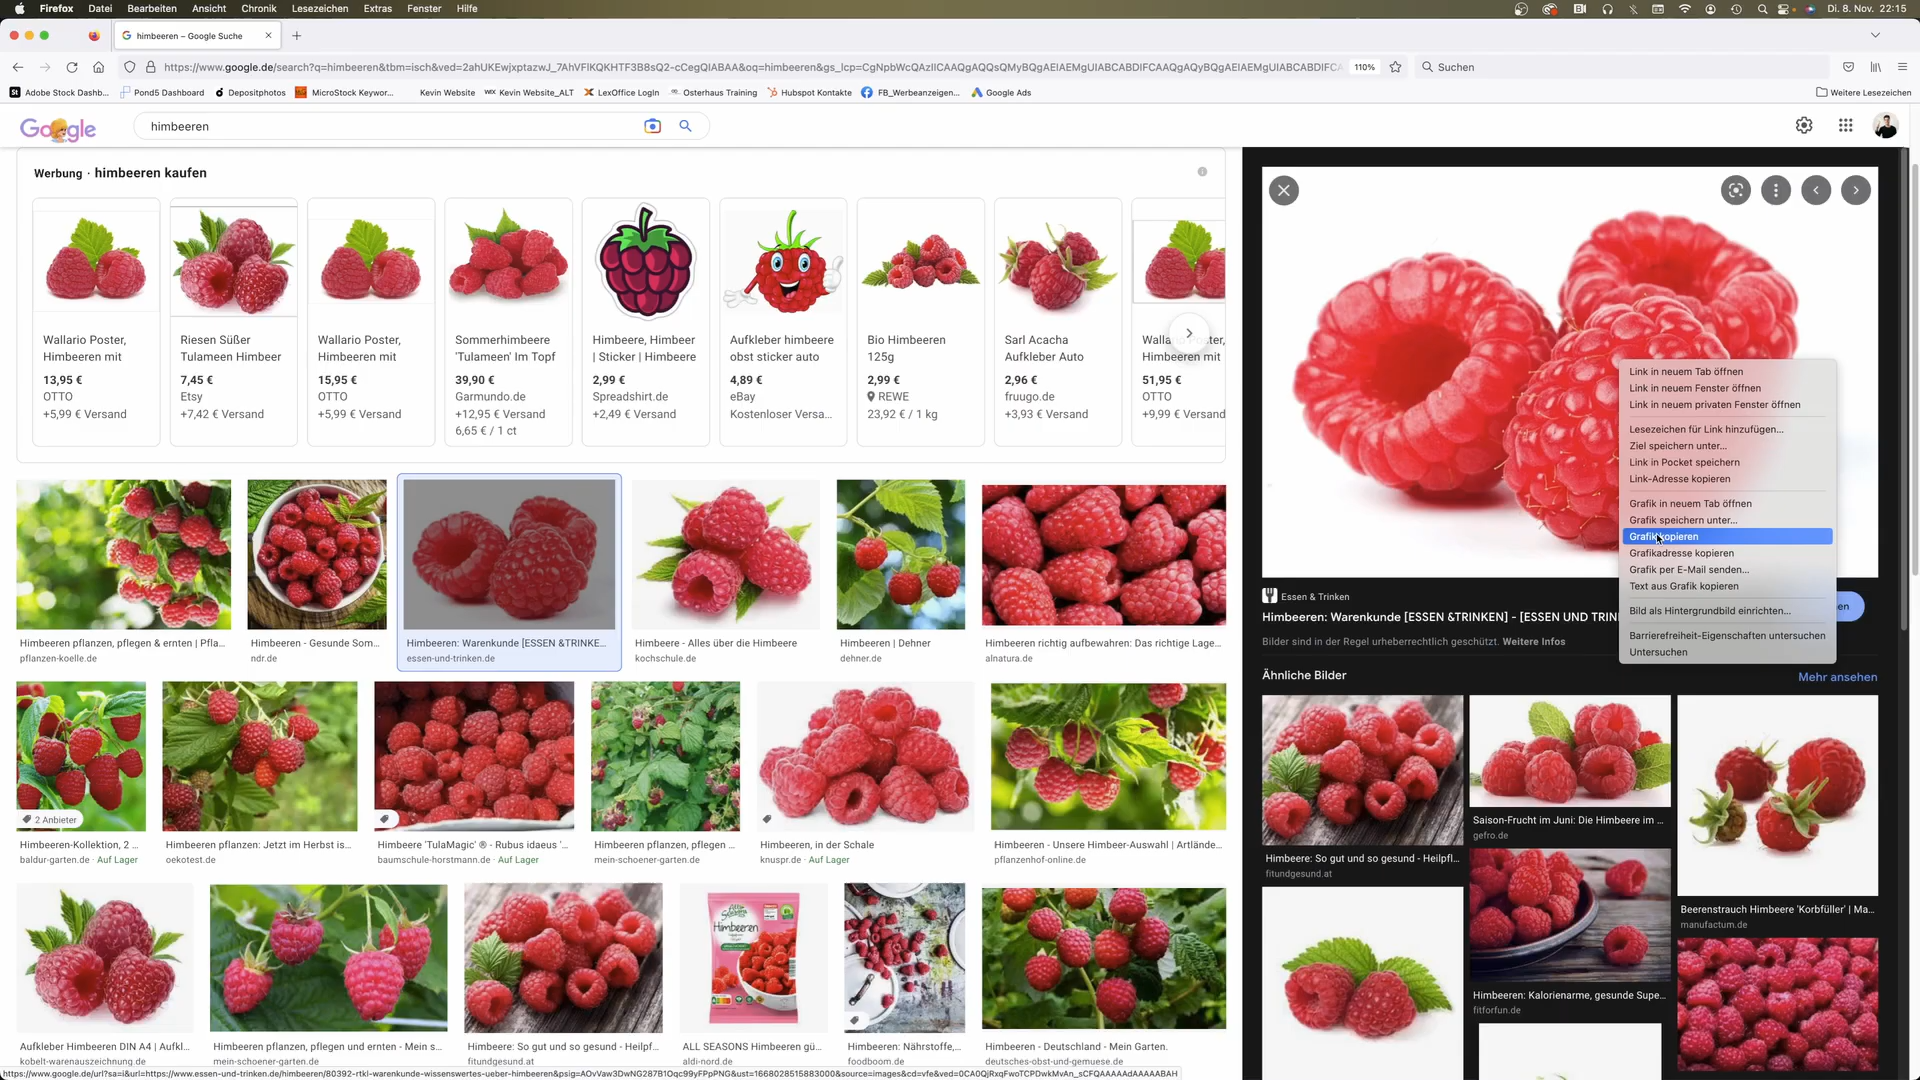 Firefox Datei Bearbeiten Ansicht Chronik Lesezeichen Extras Fenster Hilfe
Di. 8. Nov. 22:15
himbeeren – Google Suche
110%
Suchen
Adobe Stock Dashb...
Pond5 Dashboard
Depositphotos
MicroStock Keywor...
Kevin Website
Kevin Website_ALT
LexOffice LogIn
Osterhaus Training
Hubspot Kontakte
FB_Werbeanzeigen...
Google Ads
Weitere Lesezeichen
Google
himbeeren
Werbung · himbeeren kaufen
Wallario Poster, Himbeeren mit
13,95 €
OTTO
+5,99 € Versand
Riesen Süßer Tulameen Himbeer
7,45 €
Etsy
+7,42 € Versand
Wallario Poster, Himbeeren mit
15,95 €
OTTO
+5,99 € Versand
Sommerhimbeere 'Tulameen' Im Topf
39,90 €
Garmundo.de
+12,95 € Versand
6,65 € / 1 ct
Himbeere, Himbeer | Sticker | Himbeere
2,99 €
Spreadshirt.de
+2,49 € Versand
Aufkleber himbeere obst sticker auto
4,89 €
eBay
Kostenloser Versa...
Bio Himbeeren 125g
2,99 €
REWE
23,92 € / 1 kg
Sarl Acacha Aufkleber Auto
2,96 €
fruugo.de
+3,93 € Versand
Himbeeren mit
51,95 €
OTTO
+9,99 € Versand
Himbeeren pflanzen, pflegen & ernten | Pfla...
pflanzen-koelle.de
Himbeeren - Gesunde Som...
ndr.de
Himbeeren: Warenkunde [ESSEN &TRINKE...
essen-und-trinken.de
Himbeere - Alles über die Himbeere
kochschule.de
Himbeeren | Dehner
dehner.de
Himbeeren richtig aufbewahren: Das richtige Lage...
alnatura.de
2 Anbieter
Himbeeren-Kollektion, 2 ...
baldur-garten.de · Auf Lager
Himbeeren pflanzen: Jetzt im Herbst is...
oekotest.de
Himbeere 'TulaMagic' ® - Rubus idaeus '...
baumschule-horstmann.de · Auf Lager
Himbeeren pflanzen, pflegen ...
mein-schoener-garten.de
Himbeeren, in der Schale
knuspr.de · Auf Lager
Himbeeren - Unsere Himbeer-Auswahl | Artlände...
pflanzenhof-online.de
Himbeeren
Aufkleber Himbeeren DIN A4 | Aufkl...
kobelt-warenauszeichnung.de
Himbeeren pflanzen, pflegen und ernten - Mein s...
mein-schoener-garten.de
Himbeere: So gut und so gesund - Heilpf...
fitundgesund.at
ALL SEASONS Himbeeren gü...
aldi-nord.de
Himbeeren: Nährstoffe,...
foodboom.de
Himbeeren - Deutschland - Mein Garten.
deutsches-obst-und-gemuese.de
Link in neuem Tab öffnen
Link in neuem Fenster öffnen
Link in neuem privaten Fenster öffnen
Lesezeichen für Link hinzufügen...
Ziel speichern unter...
Link in Pocket speichern
Link-Adresse kopieren
Grafik in neuem Tab öffnen
Grafik speichern unter...
Grafik kopieren
Grafikadresse kopieren
Grafik per E-Mail senden...
Text aus Grafik kopieren
Bild als Hintergrundbild einrichten...
Barrierefreiheit-Eigenschaften untersuchen
Untersuchen
Essen & Trinken
Himbeeren: Warenkunde [ESSEN &TRINKEN] - [ESSEN UND TRIN
Bilder sind in der Regel urheberrechtlich geschützt. Weitere Infos
en
Ähnliche Bilder
Mehr ansehen
Himbeere: So gut und so gesund - Heilpfl...
fitundgesund.at
Saison-Frucht im Juni: Die Himbeere im ...
gefro.de
Beerenstrauch Himbeere 'Korbfüller' | Ma...
manufactum.de
Himbeeren: Kalorienarme, gesunde Supe...
fitforfun.de